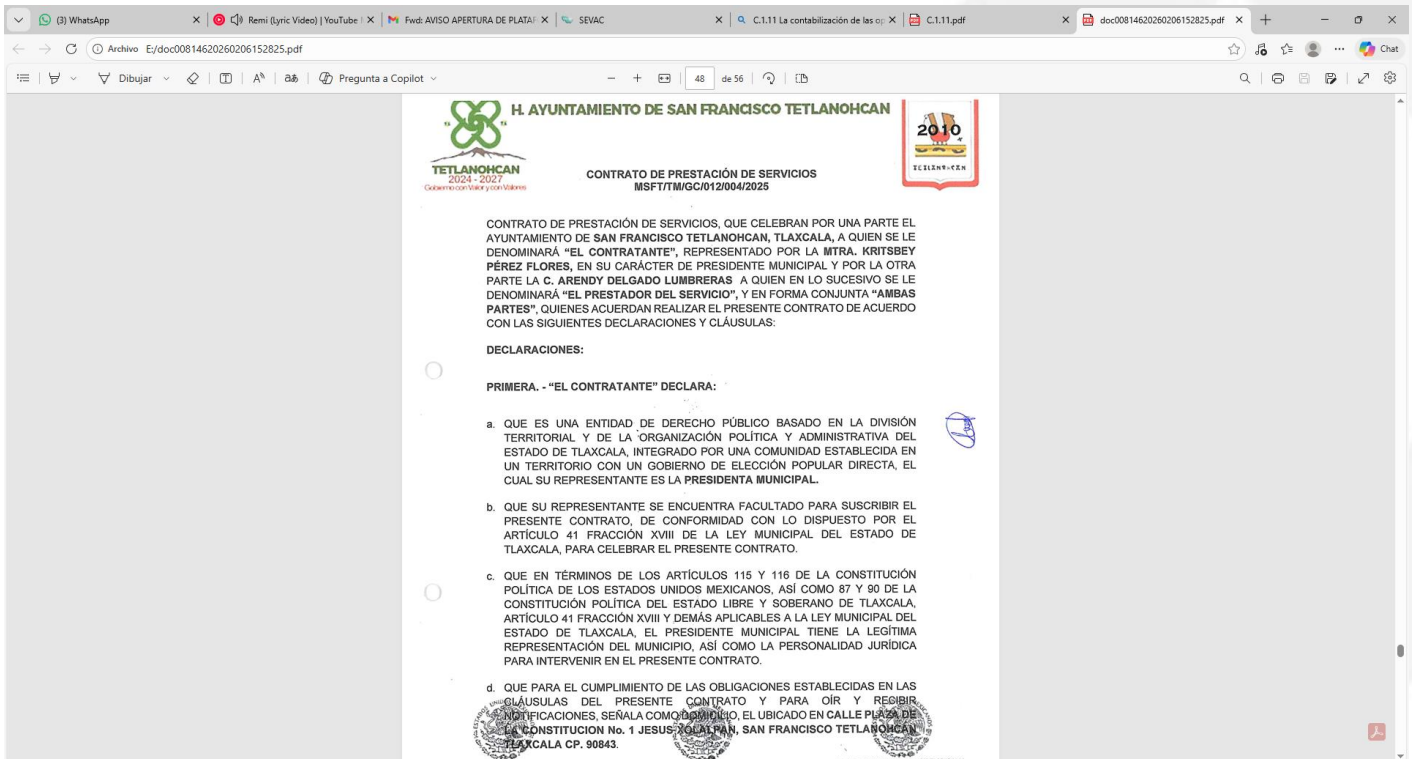 (3) WhatsApp
Remi (Lyric Video) | YouTube
Fwd: AVISO APERTURA DE PLATAF
SEVAC
C.1.11 La contabilización de las op
C.1.11.pdf
doc00814620260206152825.pdf
Archivo E:/doc00814620260206152825.pdf
Chat
Dibujar
Pregunta a Copilot
48 de 56
H. AYUNTAMIENTO DE SAN FRANCISCO TETLANOHCAN
2010
TETLANOHCAN
2024 - 2027
Gobierno con Valor y con Valores
CONTRATO DE PRESTACIÓN DE SERVICIOS
MSFT/TM/GC/012/004/2025
CONTRATO DE PRESTACIÓN DE SERVICIOS, QUE CELEBRAN POR UNA PARTE EL
AYUNTAMIENTO DE SAN FRANCISCO TETLANOHCAN, TLAXCALA, A QUIEN SE LE
DENOMINARÁ “EL CONTRATANTE”, REPRESENTADO POR LA MTRA. KRITSBEY
PÉREZ FLORES, EN SU CARÁCTER DE PRESIDENTE MUNICIPAL Y POR LA OTRA
PARTE LA C. ARENDY DELGADO LUMBRERAS A QUIEN EN LO SUCESIVO SE LE
DENOMINARÁ “EL PRESTADOR DEL SERVICIO”, Y EN FORMA CONJUNTA “AMBAS
PARTES”, QUIENES ACUERDAN REALIZAR EL PRESENTE CONTRATO DE ACUERDO
CON LAS SIGUIENTES DECLARACIONES Y CLÁUSULAS:
DECLARACIONES:
PRIMERA. - “EL CONTRATANTE” DECLARA:
a. QUE ES UNA ENTIDAD DE DERECHO PÚBLICO BASADO EN LA DIVISIÓN
TERRITORIAL Y DE LA ORGANIZACIÓN POLÍTICA Y ADMINISTRATIVA DEL
ESTADO DE TLAXCALA, INTEGRADO POR UNA COMUNIDAD ESTABLECIDA EN
UN TERRITORIO CON UN GOBIERNO DE ELECCIÓN POPULAR DIRECTA, EL
CUAL SU REPRESENTANTE ES LA PRESIDENTA MUNICIPAL.
b. QUE SU REPRESENTANTE SE ENCUENTRA FACULTADO PARA SUSCRIBIR EL
PRESENTE CONTRATO, DE CONFORMIDAD CON LO DISPUESTO POR EL
ARTÍCULO 41 FRACCIÓN XVIII DE LA LEY MUNICIPAL DEL ESTADO DE
TLAXCALA, PARA CELEBRAR EL PRESENTE CONTRATO.
c. QUE EN TÉRMINOS DE LOS ARTÍCULOS 115 Y 116 DE LA CONSTITUCIÓN
POLÍTICA DE LOS ESTADOS UNIDOS MEXICANOS, ASÍ COMO 87 Y 90 DE LA
CONSTITUCIÓN POLÍTICA DEL ESTADO LIBRE Y SOBERANO DE TLAXCALA,
ARTÍCULO 41 FRACCIÓN XVIII Y DEMÁS APLICABLES A LA LEY MUNICIPAL DEL
ESTADO DE TLAXCALA, EL PRESIDENTE MUNICIPAL TIENE LA LEGÍTIMA
REPRESENTACIÓN DEL MUNICIPIO, ASÍ COMO LA PERSONALIDAD JURÍDICA
PARA INTERVENIR EN EL PRESENTE CONTRATO.
d. QUE PARA EL CUMPLIMIENTO DE LAS OBLIGACIONES ESTABLECIDAS EN LAS
CLÁUSULAS DEL PRESENTE CONTRATO Y PARA OÍR Y RECIBIR
NOTIFICACIONES, SEÑALA COMO DOMICILIO, EL UBICADO EN CALLE PLAZA DE
LA CONSTITUCION No. 1 JESUS XOLALPAN, SAN FRANCISCO TETLANOHCAN
TLAXCALA CP. 90843.